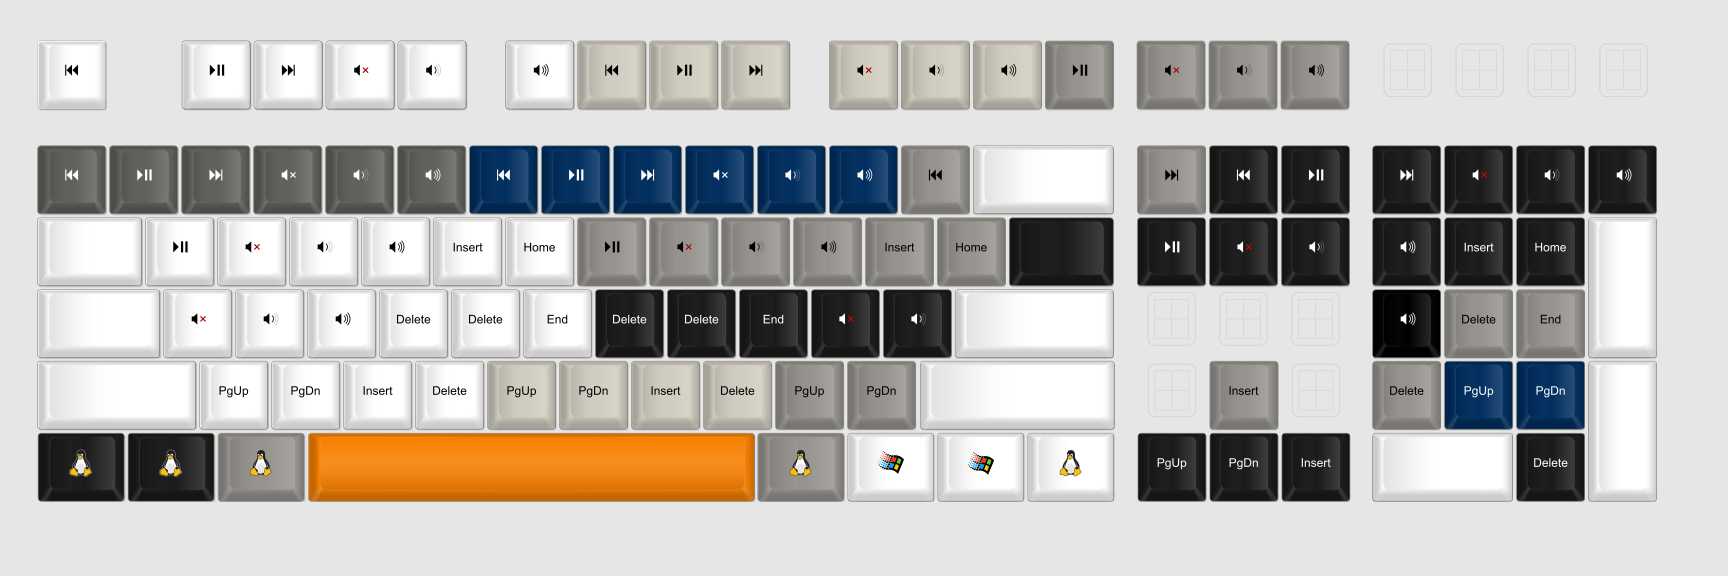 Insert Home Insert Home Insert Home
Delete Delete End Delete Delete End Delete End
PgUp PgDn Insert Delete PgUp PgDn Insert Delete PgUp PgDn Insert Delete PgUp PgDn
PgUp PgDn Insert Delete